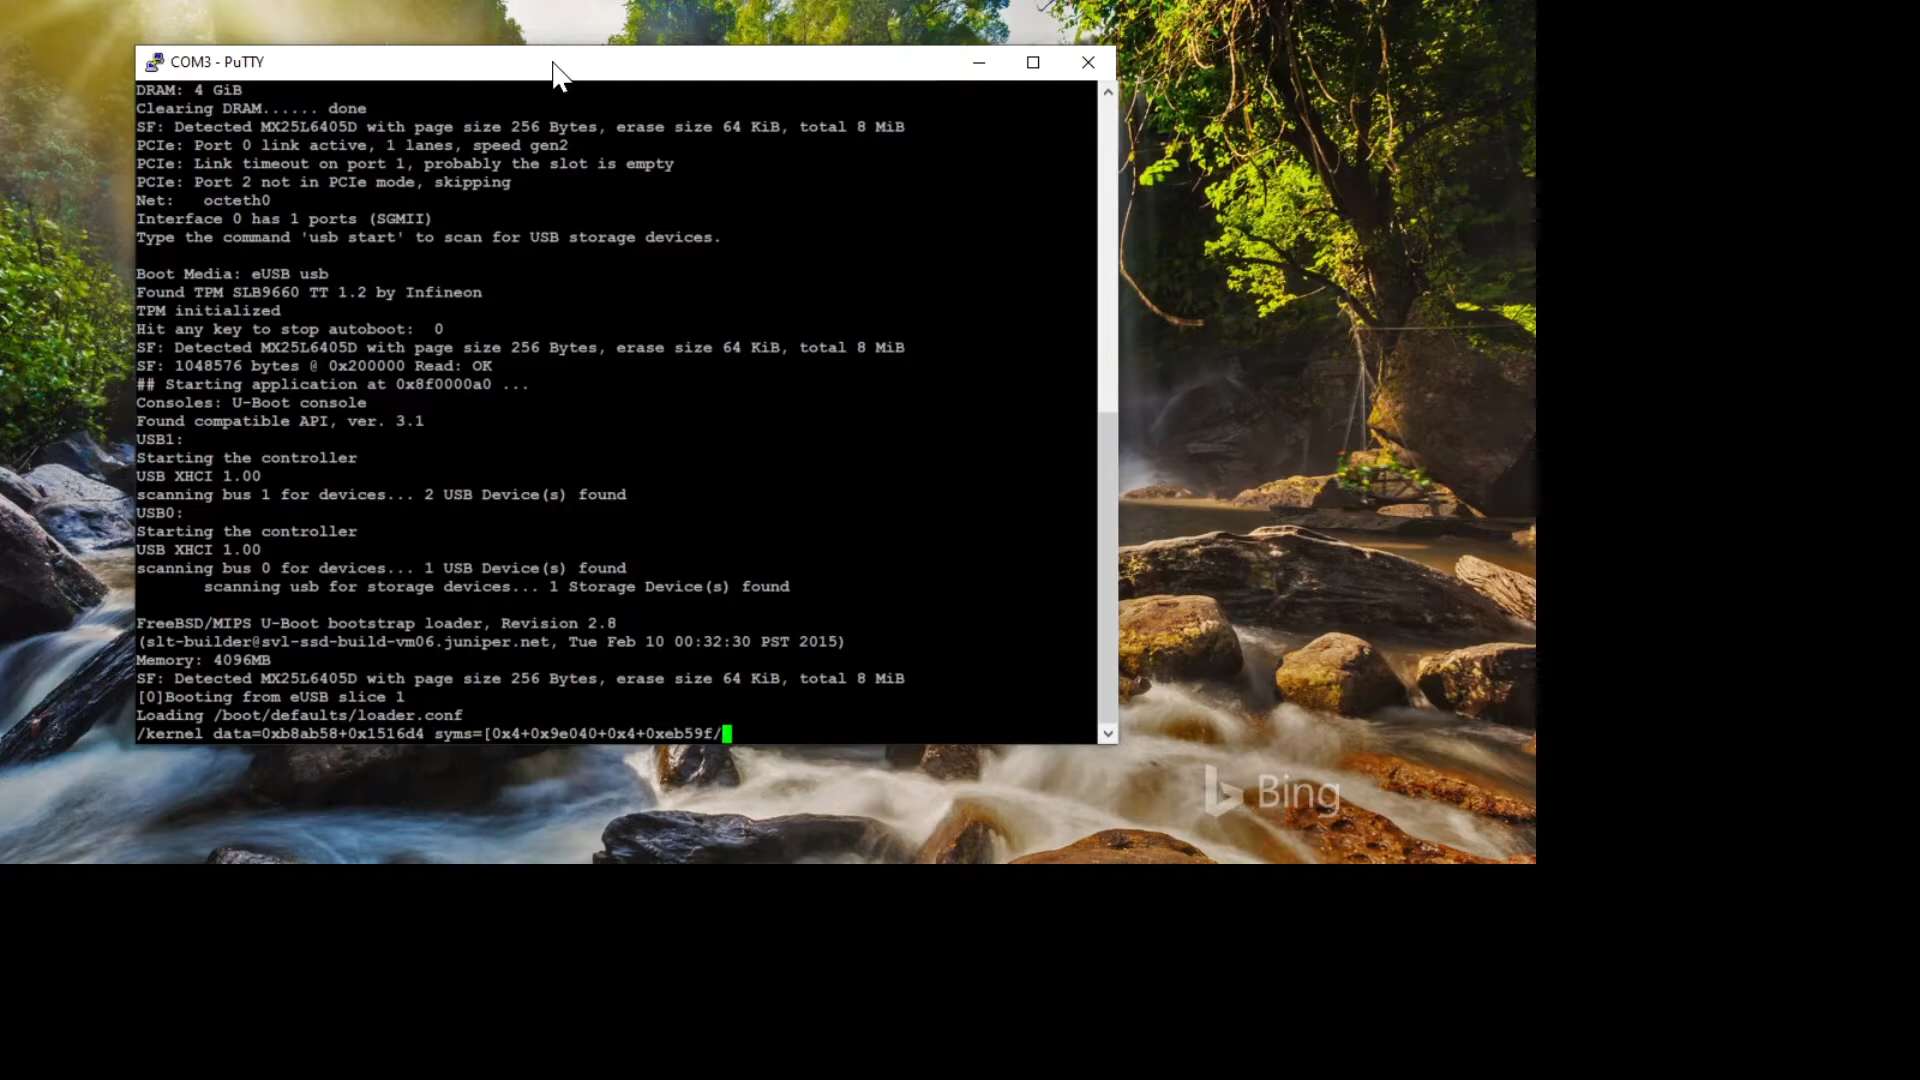 COM3 - PuTTY
DRAM: 4 GiB
Clearing DRAM...... done
SF: Detected MX25L6405D with page size 256 Bytes, erase size 64 KiB, total 8 MiB
PCIe: Port 0 link active, 1 lanes, speed gen2
PCIe: Link timeout on port 1, probably the slot is empty
PCIe: Port 2 not in PCIe mode, skipping
Net:   octeth0
Interface 0 has 1 ports (SGMII)
Type the command 'usb start' to scan for USB storage devices.
Boot Media: eUSB usb
Found TPM SLB9660 TT 1.2 by Infineon
TPM initialized
Hit any key to stop autoboot:  0
SF: Detected MX25L6405D with page size 256 Bytes, erase size 64 KiB, total 8 MiB
SF: 1048576 bytes @ 0x200000 Read: OK
## Starting application at 0x8f0000a0 ...
Consoles: U-Boot console
Found compatible API, ver. 3.1
USB1:
Starting the controller
USB XHCI 1.00
scanning bus 1 for devices... 2 USB Device(s) found
USB0:
Starting the controller
USB XHCI 1.00
scanning bus 0 for devices... 1 USB Device(s) found
       scanning usb for storage devices... 1 Storage Device(s) found
FreeBSD/MIPS U-Boot bootstrap loader, Revision 2.8
(slt-builder@svl-ssd-build-vm06.juniper.net, Tue Feb 10 00:32:30 PST 2015)
Memory: 4096MB
SF: Detected MX25L6405D with page size 256 Bytes, erase size 64 KiB, total 8 MiB
[0]Booting from eUSB slice 1
Loading /boot/defaults/loader.conf
/kernel data=0xb8ab58+0x1516d4 syms=[0x4+0x9e040+0x4+0xeb59f/
Bing